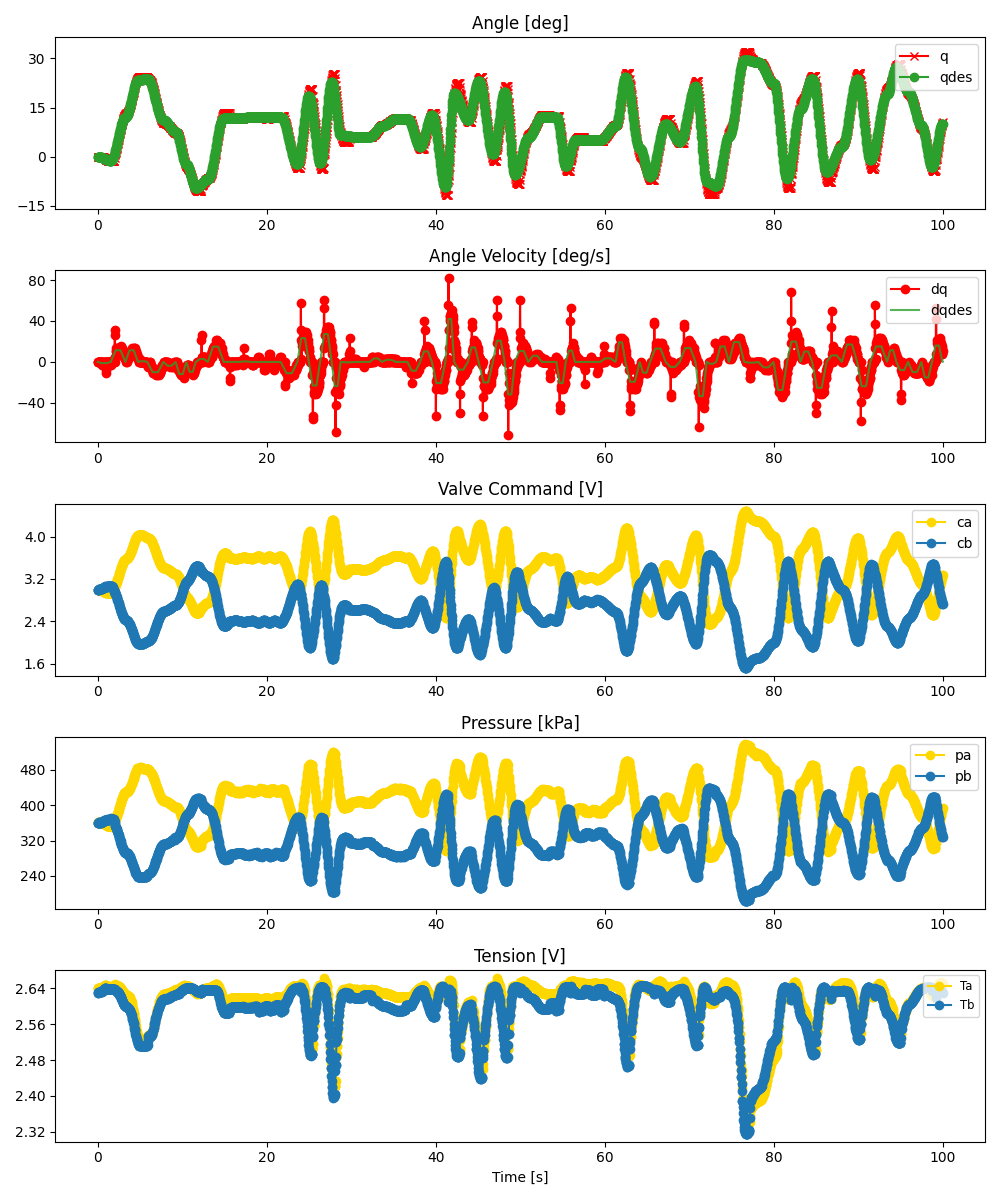 Angle [deg]
30
15
0
−15
q
qdes
0 20 40 60 80 100
Angle Velocity [deg/s]
80
40
0
−40
dq
dqdes
0 20 40 60 80 100
Valve Command [V]
4.0
3.2
2.4
1.6
ca
cb
0 20 40 60 80 100
Pressure [kPa]
480
400
320
240
pa
pb
0 20 40 60 80 100
Tension [V]
2.64
2.56
2.48
2.40
2.32
Ta
Tb
0 20 40 60 80 100
Time [s]